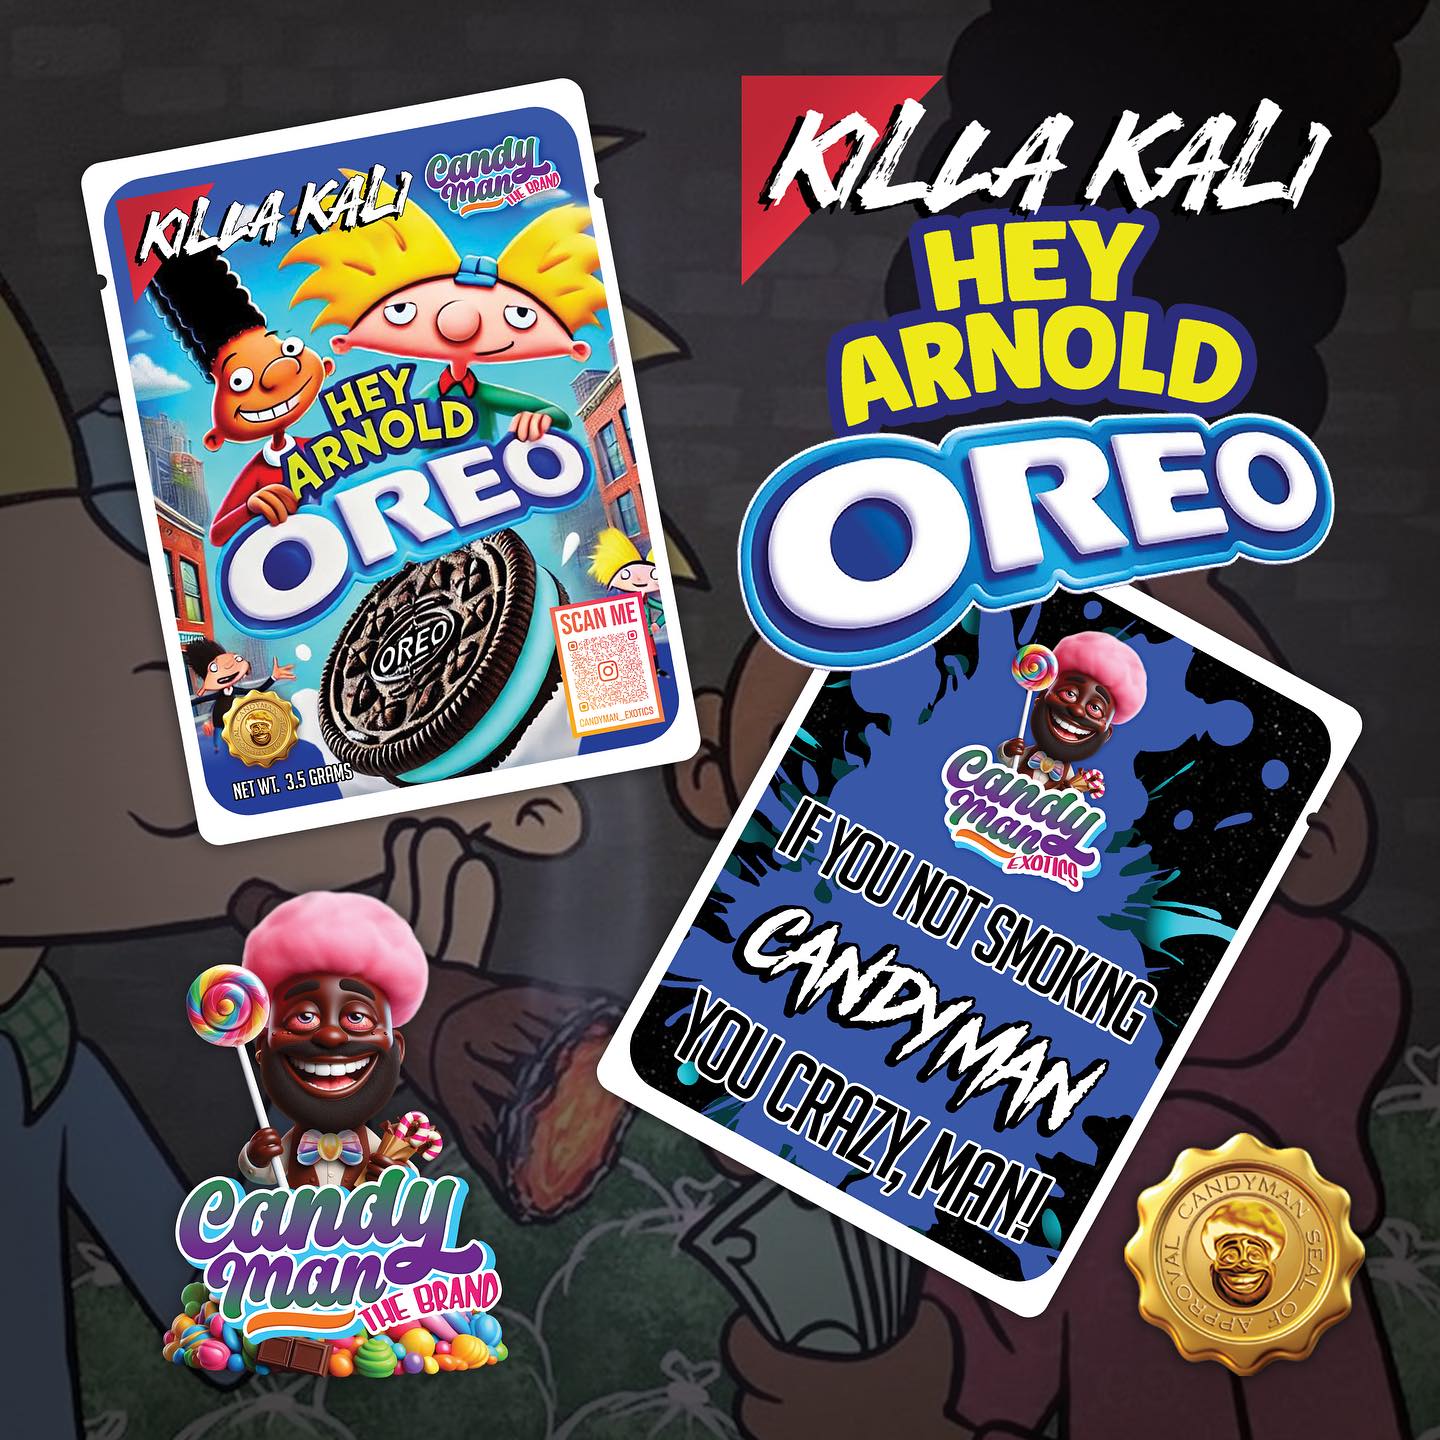 KILLA KALI
Candy
Man
THE BRAND
HEY
ARNOLD
OREO
OREO
SCAN ME
CANDYMAN_EXOTICS
NET WT. 3.5 GRAMS
KILLA KALI
HEY
ARNOLD
OREO
Candy
Man
EXOTICS
IF YOU NOT SMOKING
CANDYMAN
YOU CRAZY, MAN!
Candy
Man
THE BRAND
CANDYMAN SEAL OF APPROVAL